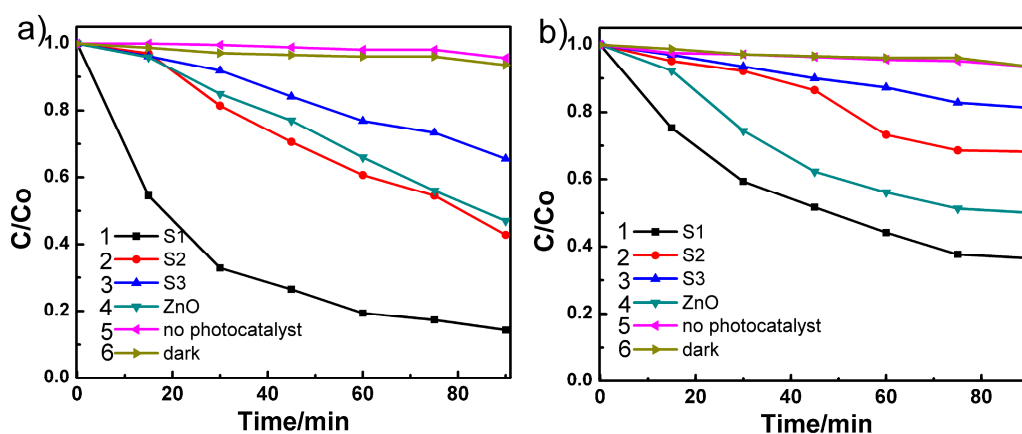 a)
1.0
0.8
0.6
0.4
0.2
0.0
C/Co
1 S1
2 S2
3 S3
4 ZnO
5 no photocatalyst
6 dark
0 20 40 60 80
Time/min
b)
1.0
0.8
0.6
0.4
0.2
0.0
C/Co
1 S1
2 S2
3 S3
4 ZnO
5 no photocatalyst
6 dark
0 20 40 60 80
Time/min